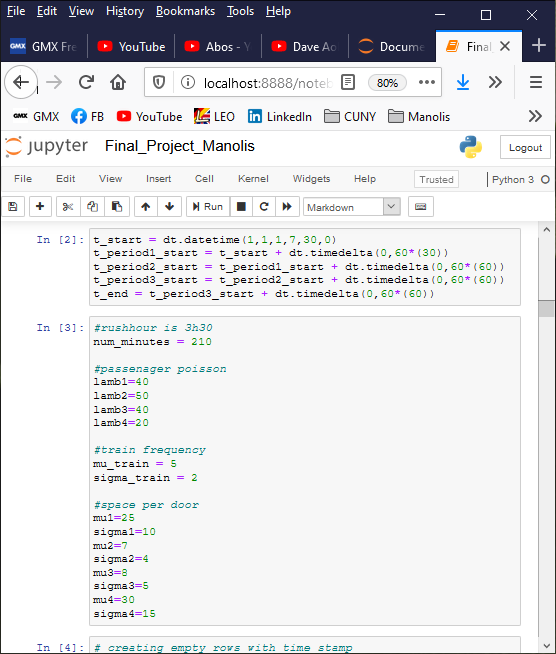 File Edit View History Bookmarks Manolis Tools Help
GMX Fre YouTube Abos - Y Dave Ao Docume Final_
localhost:8888/noteb 80%
GMX FB YouTube LEO LinkedIn CUNY Manolis
jupyter Final_Project_Manolis Logout
File Edit View Insert Cell Kernel Widgets Help Trusted Python 3
Run Markdown
In [2]: t_start = dt.datetime(1,1,1,7,30,0)
t_period1_start = t_start + dt.timedelta(0,60*(30))
t_period2_start = t_period1_start + dt.timedelta(0,60*(60))
t_period3_start = t_period2_start + dt.timedelta(0,60*(60))
t_end = t_period3_start + dt.timedelta(0,60*(60))
In [3]: #rushhour is 3h30
num_minutes = 210
#passenager poisson
lamb1=40
lamb2=50
lamb3=40
lamb4=20
#train frequency
mu_train = 5
sigma_train = 2
#space per door
mu1=25
sigma1=10
mu2=7
sigma2=4
mu3=8
sigma3=5
mu4=30
sigma4=15
In [4]: # creating empty rows with time stamp